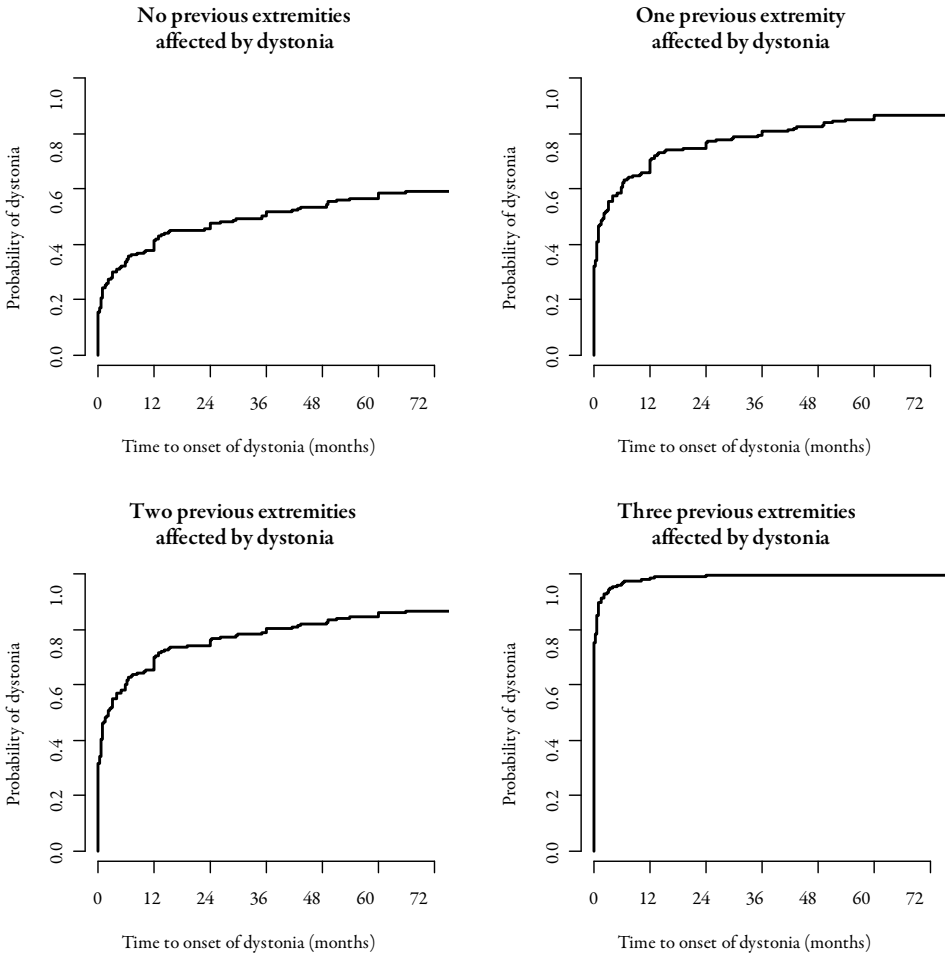 No previous extremities
affected by dystonia
Probability of dystonia
1.0
0.8
0.6
0.4
0.2
0.0
0 12 24 36 48 60 72
Time to onset of dystonia (months)
One previous extremity
affected by dystonia
Probability of dystonia
1.0
0.8
0.6
0.4
0.2
0.0
0 12 24 36 48 60 72
Time to onset of dystonia (months)
Two previous extremities
affected by dystonia
Probability of dystonia
1.0
0.8
0.6
0.4
0.2
0.0
0 12 24 36 48 60 72
Time to onset of dystonia (months)
Three previous extremities
affected by dystonia
Probability of dystonia
1.0
0.8
0.6
0.4
0.2
0.0
0 12 24 36 48 60 72
Time to onset of dystonia (months)